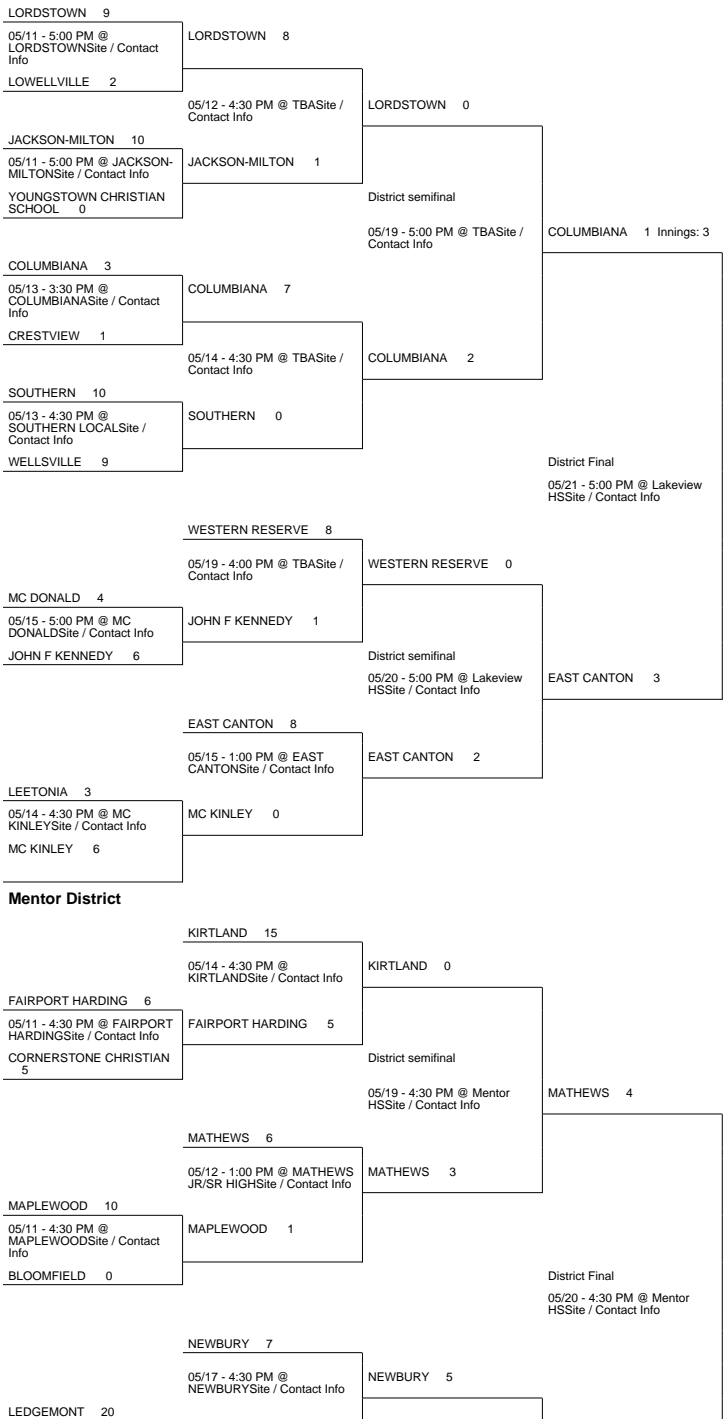 LORDSTOWN 9
05/11 - 5:00 PM @
LORDSTOWNSite / Contact
Info
LOWELLVILLE 2
LORDSTOWN 8
05/12 - 4:30 PM @ TBASite /
Contact Info
LORDSTOWN 0
JACKSON-MILTON 10
05/11 - 5:00 PM @ JACKSON-
MILTONSite / Contact Info
YOUNGSTOWN CHRISTIAN
SCHOOL 0
JACKSON-MILTON 1
District semifinal
05/19 - 5:00 PM @ TBASite /
Contact Info
COLUMBIANA 1 Innings: 3
COLUMBIANA 3
05/13 - 3:30 PM @
COLUMBIANASite / Contact
Info
CRESTVIEW 1
COLUMBIANA 7
05/14 - 4:30 PM @ TBASite /
Contact Info
COLUMBIANA 2
SOUTHERN 10
05/13 - 4:30 PM @
SOUTHERN LOCALSite /
Contact Info
WELLSVILLE 9
SOUTHERN 0
District Final
05/21 - 5:00 PM @ Lakeview
HSSite / Contact Info
WESTERN RESERVE 8
05/19 - 4:00 PM @ TBASite /
Contact Info
WESTERN RESERVE 0
MC DONALD 4
05/15 - 5:00 PM @ MC
DONALDSite / Contact Info
JOHN F KENNEDY 6
JOHN F KENNEDY 1
District semifinal
05/20 - 5:00 PM @ Lakeview
HSSite / Contact Info
EAST CANTON 3
EAST CANTON 8
05/15 - 1:00 PM @ EAST
CANTONSite / Contact Info
EAST CANTON 2
LEETONIA 3
05/14 - 4:30 PM @ MC
KINLEYSite / Contact Info
MC KINLEY 6
MC KINLEY 0
Mentor District
KIRTLAND 15
05/14 - 4:30 PM @
KIRTLANDSite / Contact Info
KIRTLAND 0
FAIRPORT HARDING 6
05/11 - 4:30 PM @ FAIRPORT
HARDINGSite / Contact Info
CORNERSTONE CHRISTIAN
5
FAIRPORT HARDING 5
District semifinal
05/19 - 4:30 PM @ Mentor
HSSite / Contact Info
MATHEWS 4
MATHEWS 6
05/12 - 1:00 PM @ MATHEWS
JR/SR HIGHSite / Contact Info
MATHEWS 3
MAPLEWOOD 10
05/11 - 4:30 PM @
MAPLEWOODSite / Contact
Info
BLOOMFIELD 0
MAPLEWOOD 1
District Final
05/20 - 4:30 PM @ Mentor
HSSite / Contact Info
NEWBURY 7
05/17 - 4:30 PM @
NEWBURYSite / Contact Info
NEWBURY 5
LEDGEMONT 20